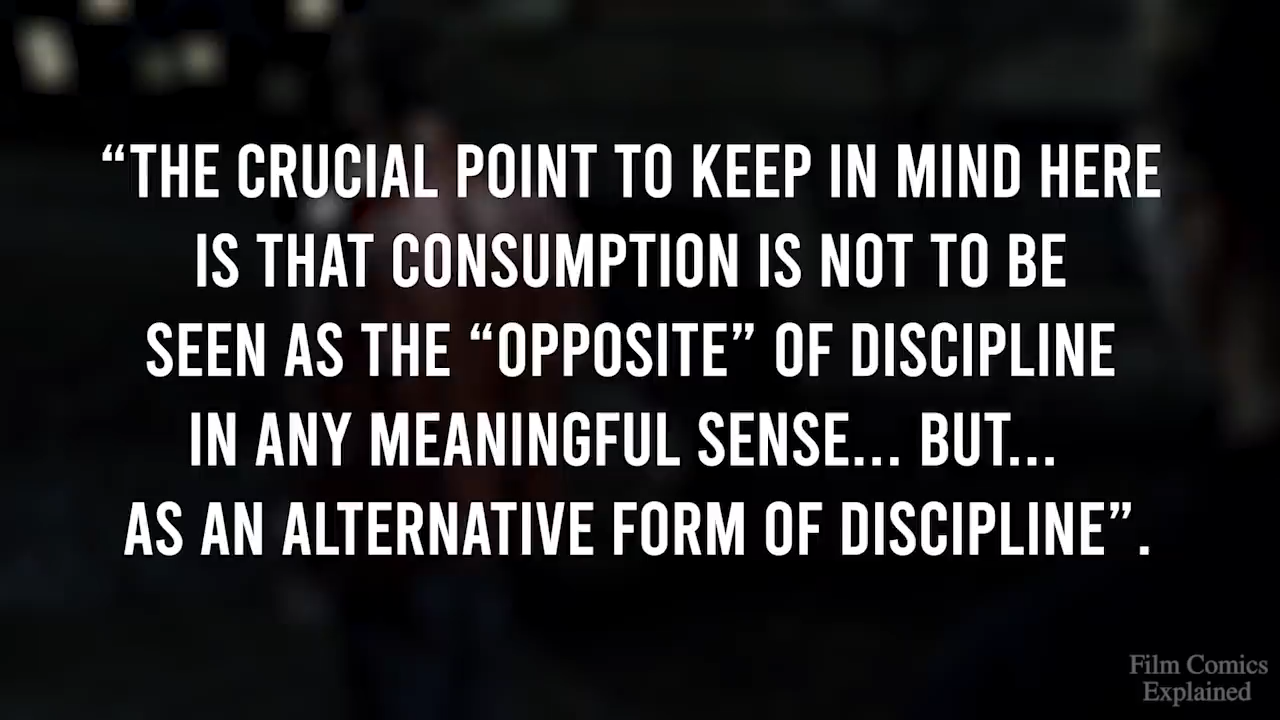 “THE CRUCIAL POINT TO KEEP IN MIND HERE
IS THAT CONSUMPTION IS NOT TO BE
SEEN AS THE “OPPOSITE” OF DISCIPLINE
IN ANY MEANINGFUL SENSE... BUT...
AS AN ALTERNATIVE FORM OF DISCIPLINE”.
Film Comics
Explained